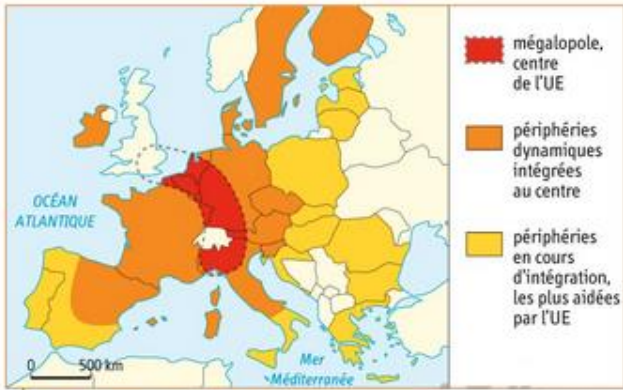 OCÉAN
ATLANTIQUE
0 500 km
Mer
Méditerranée
mégalopole,
centre
de l'UE
périphéries
dynamiques
intégrées
au centre
périphéries
en cours
d'intégration,
les plus aidées
par l'UE